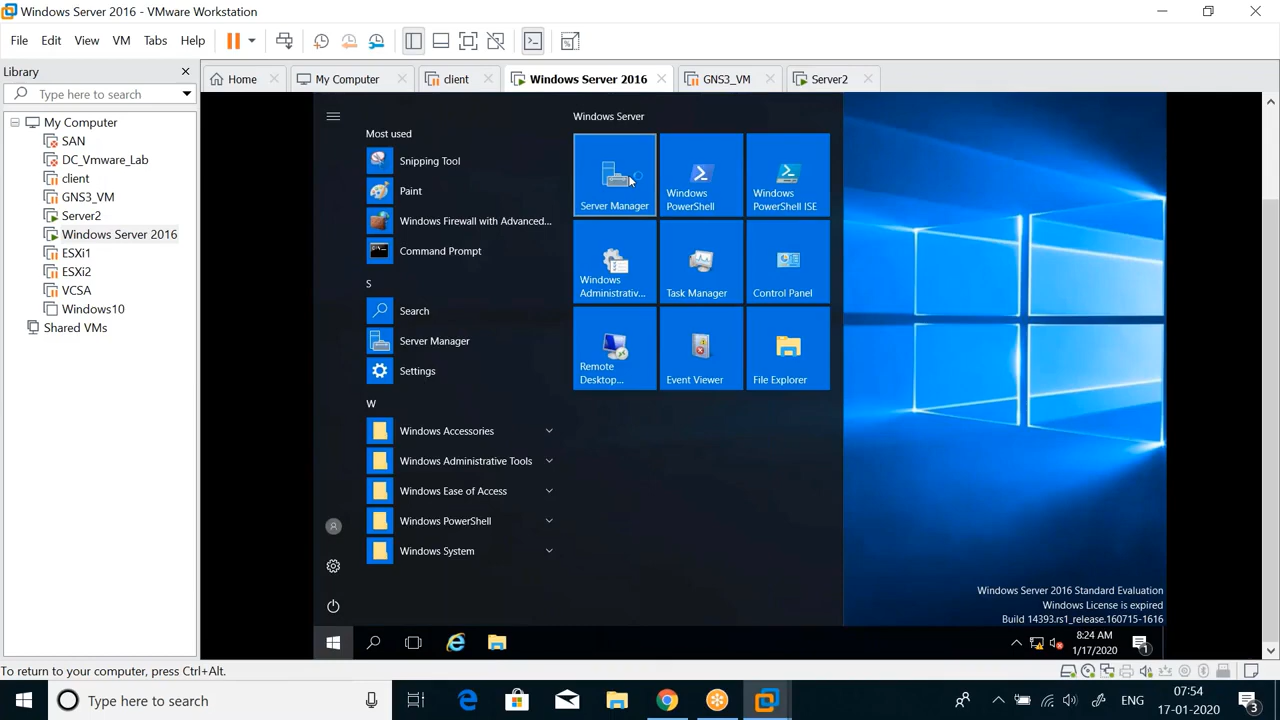 Windows Server 2016 - VMware Workstation
File Edit View VM Tabs Help
Library
Type here to search
Home
My Computer
client
Windows Server 2016
GNS3_VM
Server2
My Computer
SAN
DC_Vmware_Lab
client
GNS3_VM
Server2
Windows Server 2016
ESXi1
ESXi2
VCSA
Windows10
Shared VMs
Most used
Snipping Tool
Paint
Windows Firewall with Advanced...
Command Prompt
S
Search
Server Manager
Settings
W
Windows Accessories
Windows Administrative Tools
Windows Ease of Access
Windows PowerShell
Windows System
Windows Server
Server Manager
Windows
PowerShell
Windows
PowerShell ISE
Windows
Administrativ...
Task Manager
Control Panel
Remote
Desktop...
Event Viewer
File Explorer
Windows Server 2016 Standard Evaluation
Windows License is expired
Build 14393.rs1_release.160715-1616
8:24 AM
1/17/2020
1
To return to your computer, press Ctrl+Alt.
Type here to search
ENG
07:54
17-01-2020
3